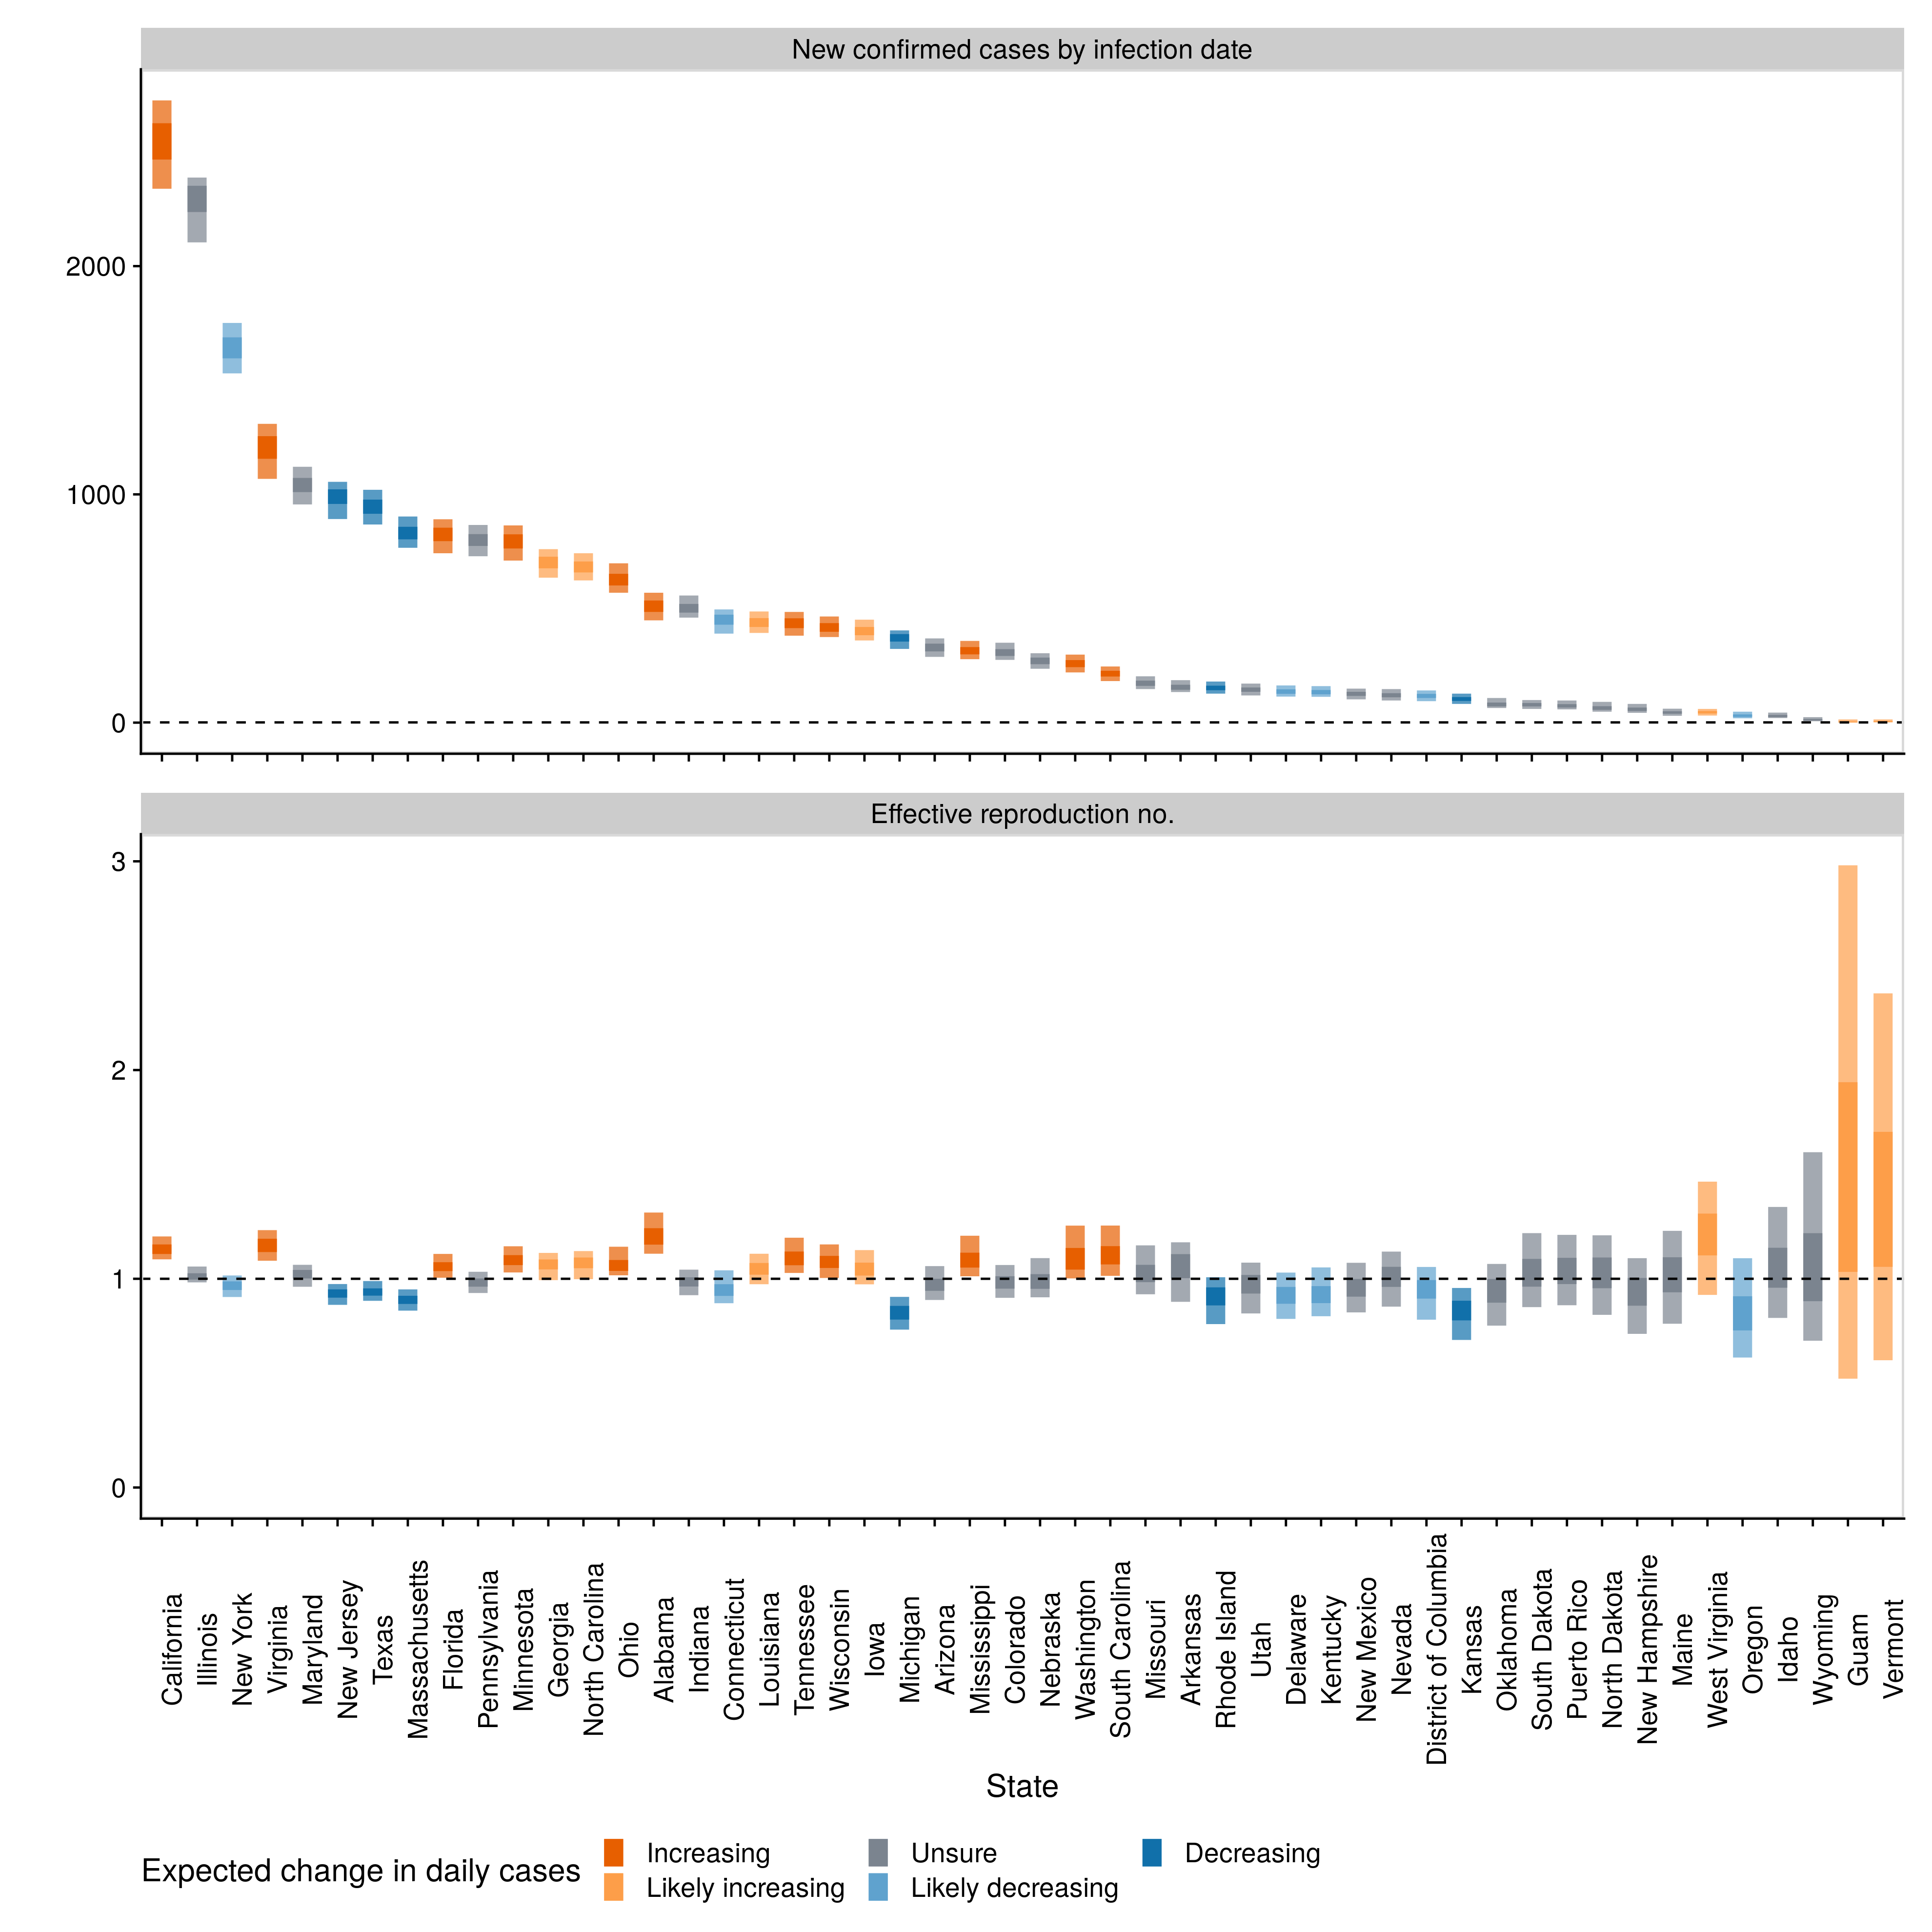 New confirmed cases by infection date
2000
1000
0
Effective reproduction no.
3
2
1
0
California
Illinois
New York
Virginia
Maryland
New Jersey
Texas
Massachusetts
Florida
Pennsylvania
Minnesota
Georgia
North Carolina
Ohio
Alabama
Indiana
Connecticut
Louisiana
Tennessee
Wisconsin
Iowa
Michigan
Arizona
Mississippi
Colorado
Nebraska
Washington
South Carolina
Missouri
Arkansas
Rhode Island
Utah
Delaware
Kentucky
New Mexico
Nevada
District of Columbia
Kansas
Oklahoma
South Dakota
Puerto Rico
North Dakota
New Hampshire
Maine
West Virginia
Oregon
Idaho
Wyoming
Guam
Vermont
State
Expected change in daily cases
Increasing
Unsure
Decreasing
Likely increasing
Likely decreasing